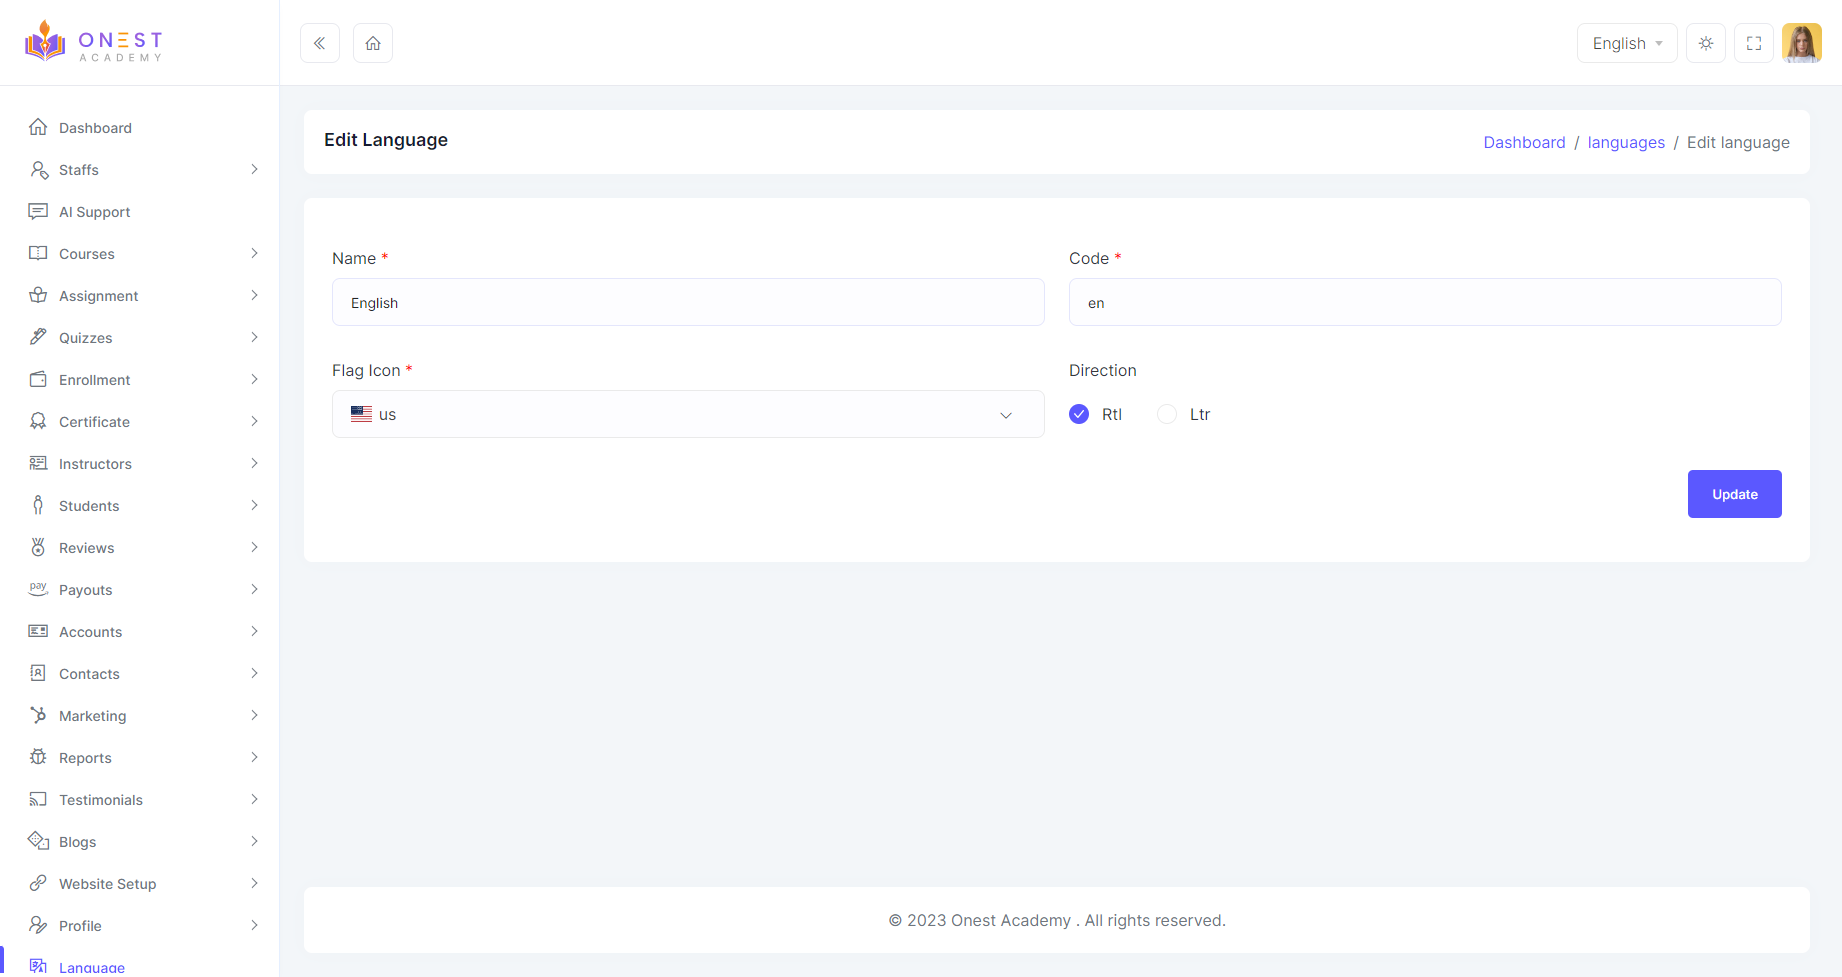 ONEST
ACADEMY
English
Dashboard
Staffs
AI Support
Courses
Assignment
Quizzes
Enrollment
Certificate
Instructors
Students
Reviews
pay
Payouts
Accounts
Contacts
Marketing
Reports
Testimonials
Blogs
Website Setup
Profile
Language
Edit Language
Dashboard / languages / Edit language
Name *
English
Code *
en
Flag Icon *
us
Direction
Rtl
Ltr
Update
© 2023 Onest Academy . All rights reserved.